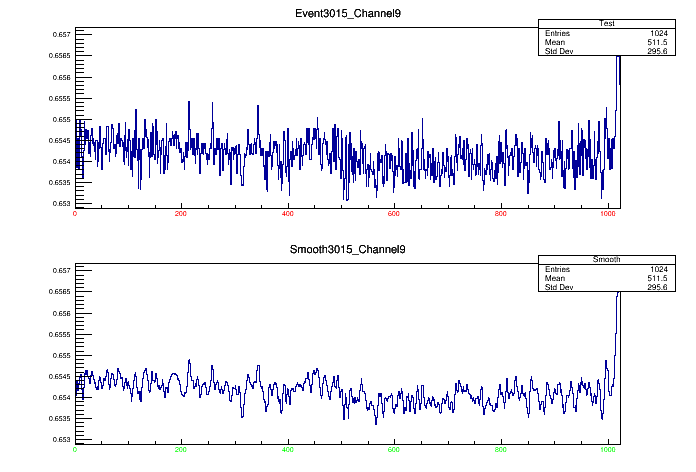 Event3015_Channel9
Test
Entries 1024
Mean 511.5
Std Dev 295.6
0.657
0.6565
0.656
0.6555
0.655
0.6545
0.654
0.6535
0.653
0 200 400 600 800 1000
Smooth3015_Channel9
Smooth
Entries 1024
Mean 511.5
Std Dev 295.6
0.657
0.6565
0.656
0.6555
0.655
0.6545
0.654
0.6535
0.653
0 200 400 600 800 1000